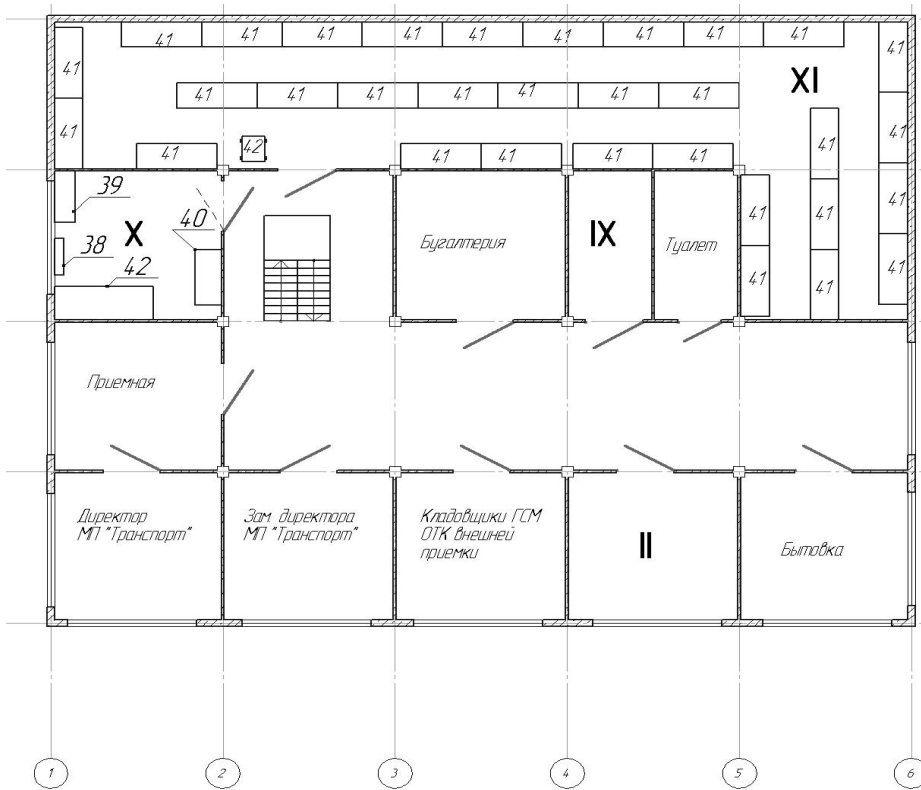 41 41 41 41 41 41 41 41 41
41 41
41 41 41 41 41 41 41
XI
41 41
41 42 41 41 41 41
41
39
X
40
38
42
Бугалтерия
IX
Туалет
41 41 41
41 41 41
Приемная
Директор
МП "Транспорт"
Зам. директора
МП "Транспорт"
Кладовщики ГСМ
ОТК внешней
приемки
II
Бытовка
1 2 3 4 5 6